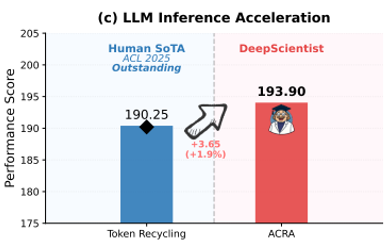 (c) LLM Inference Acceleration
Performance Score
205
200
195
190
185
180
175
Human SoTA
ACL 2025
Outstanding
DeepScientist
190.25
193.90
+3.65
(+1.9%)
Token Recycling
ACRA